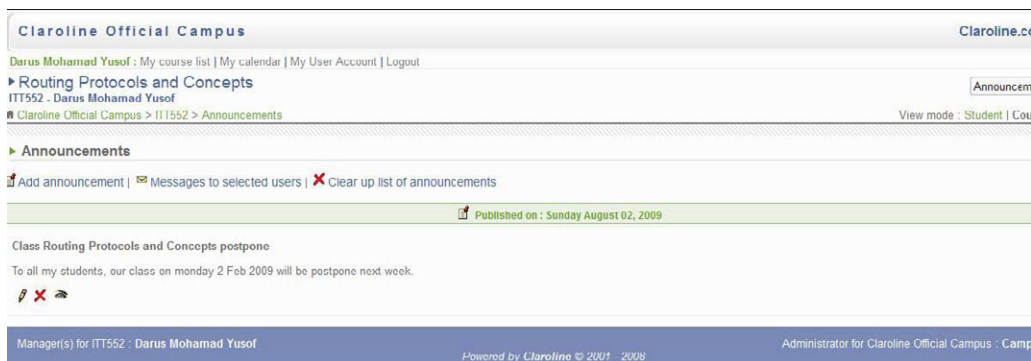 Claroline Official Campus
Claroline.co
Darus Mohamad Yusof : My course list | My calendar | My User Account | Logout
Routing Protocols and Concepts
Announcem
ITT552 - Darus Mohamad Yusof
Claroline Official Campus > ITT552 > Announcements
View mode : Student | Cou
Announcements
Add announcement | Messages to selected users | Clear up list of announcements
Published on : Sunday August 02, 2009
Class Routing Protocols and Concepts postpone
To all my students, our class on monday 2 Feb 2009 will be postpone next week.
Manager(s) for ITT552 : Darus Mohamad Yusof
Administrator for Claroline Official Campus : Camp
Powered by Claroline © 2001 - 2008